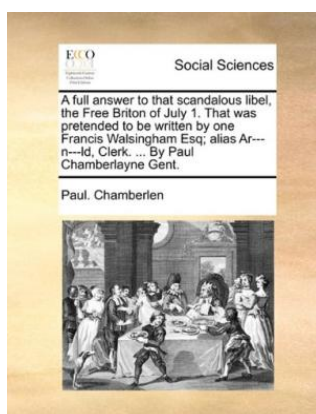 ECCO
Social Sciences
A full answer to that scandalous libel,
the Free Briton of July 1. That was
pretended to be written by one
Francis Walsingham Esq; alias Ar---
n---ld, Clerk. ... By Paul
Chamberlayne Gent.
Paul. Chamberlen